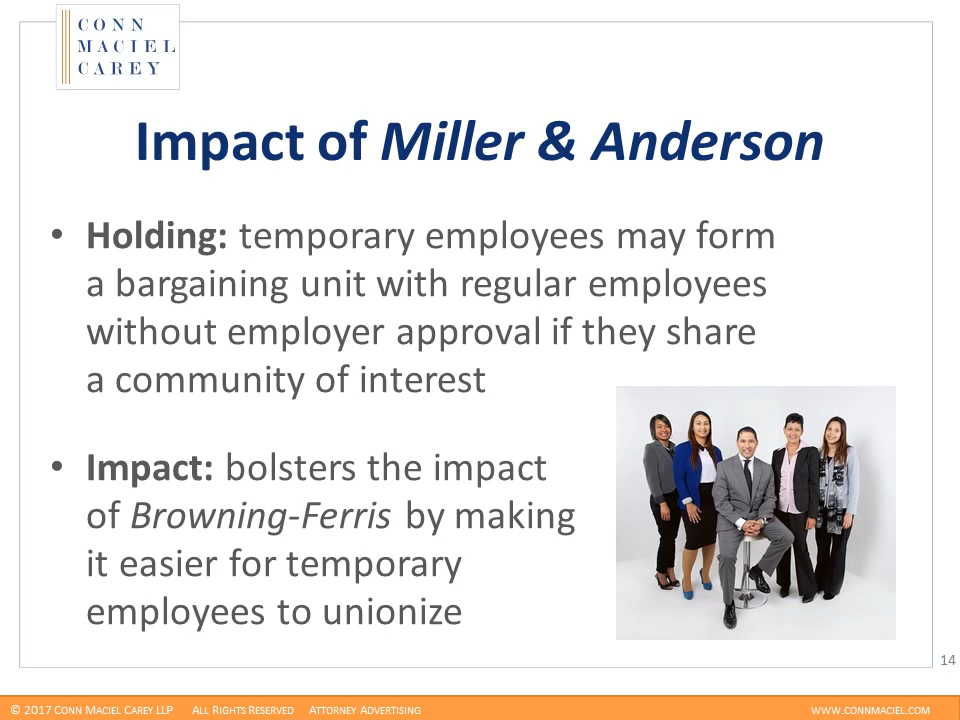 CONN
MACIEL
CAREY
Impact of Miller & Anderson
• Holding: temporary employees may form
a bargaining unit with regular employees
without employer approval if they share
a community of interest
• Impact: bolsters the impact
of Browning-Ferris by making
it easier for temporary
employees to unionize
14
© 2017 CONN MACIEL CAREY LLP ALL RIGHTS RESERVED ATTORNEY ADVERTISING WWW.CONNMACIEL.COM